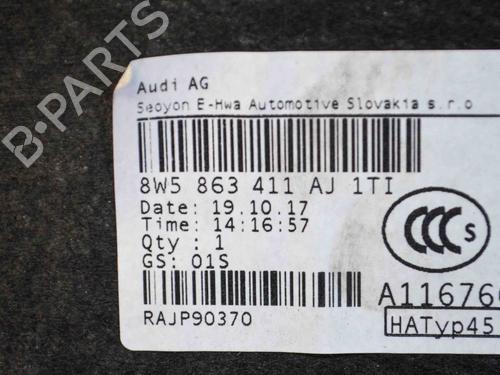 Audi AG
Seoyon E-Hwa Automotive Slovakia s.r.o
8W5 863 411 AJ 1TI
Date: 19.10.17
Time: 14:16:57
Qty : 1
GS: 01S
CCC S
A116766
RAJP90370
HATyp45
B-PARTS